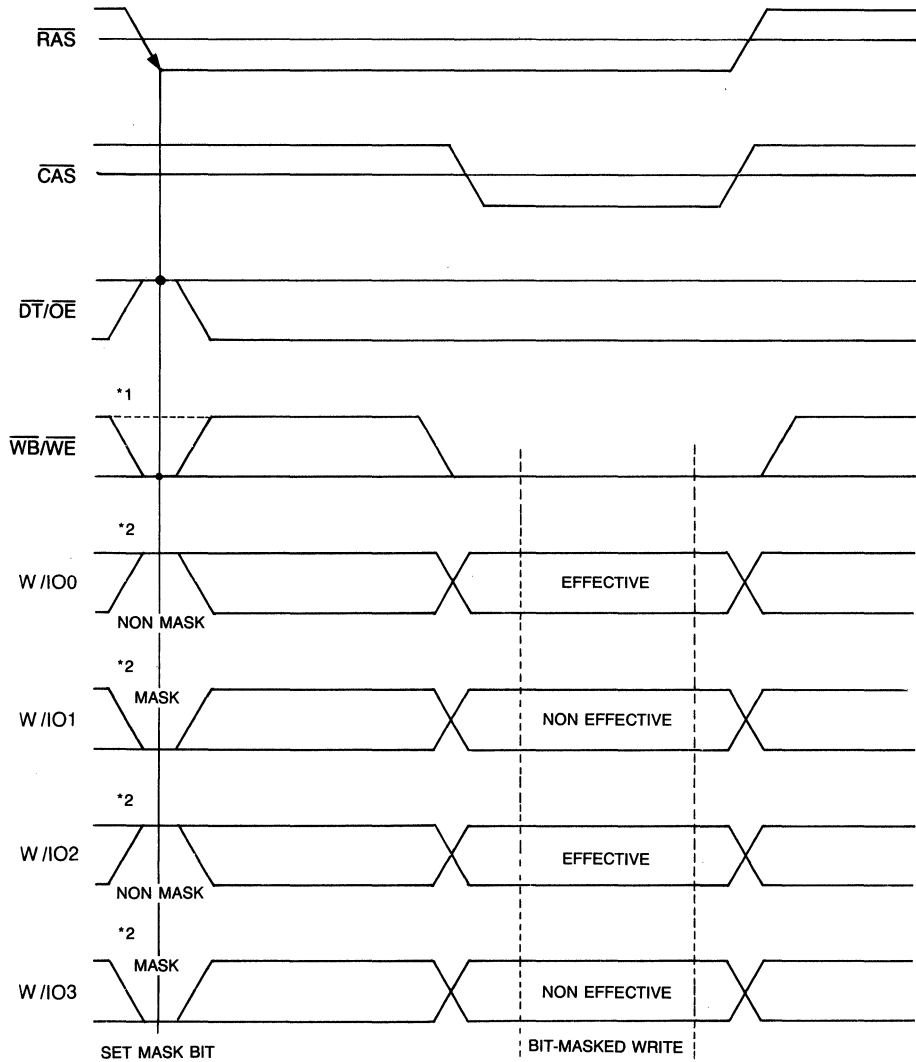 RAS
CAS
DT/OE
*1
WB/WE
*2
W/IO0
EFFECTIVE
NON MASK
*2
MASK
W/IO1
NON EFFECTIVE
*2
W/IO2
EFFECTIVE
NON MASK
*2
MASK
W/IO3
NON EFFECTIVE
SET MASK BIT
BIT-MASKED WRITE